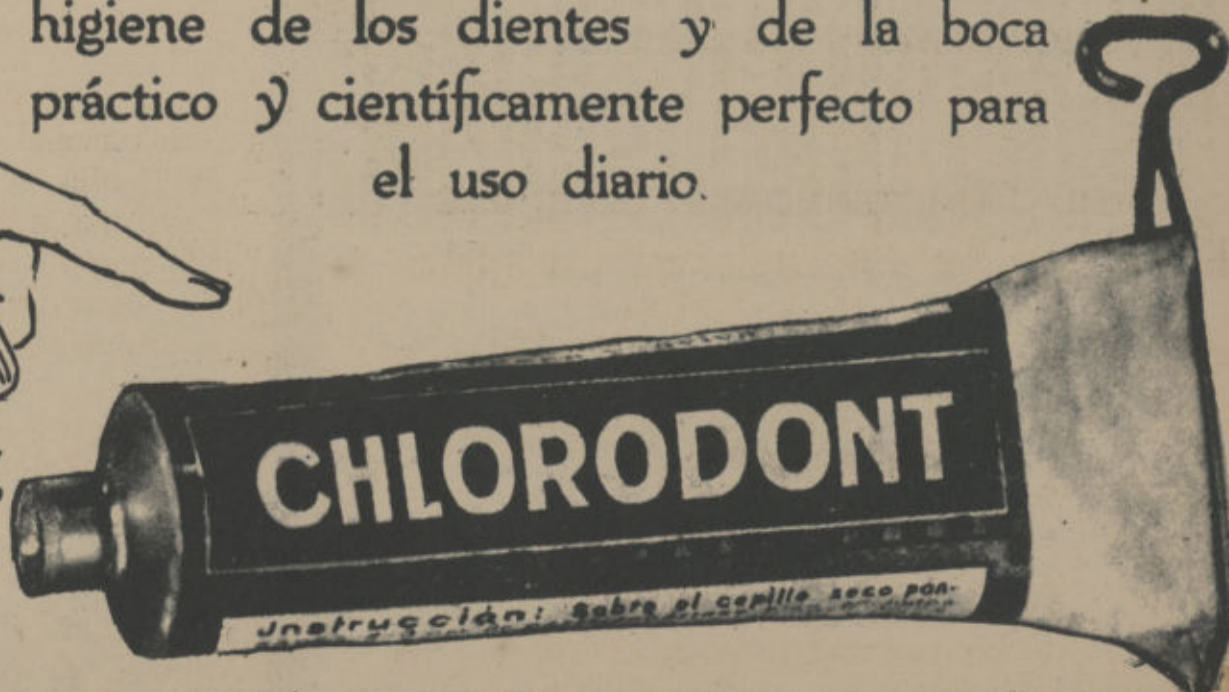 higiene de los dientes y de la boca
práctico y científicamente perfecto para
el uso diario.
CHLORODONT
Instrucción: Sobre el cepillo seco pón-